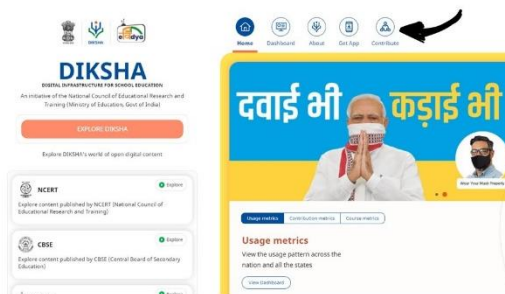 DIKSHA
DIKSHA
DIGITAL INFRASTRUCTURE FOR SCHOOL EDUCATION
An initiative of the National Council of Educational Research and
Training (Ministry of Education, Govt of India)
EXPLORE DIKSHA
Explore DIKSHA's world of open digital content
NCERT
Explore
Explore content published by NCERT (National Council of
Educational Research and Training)
CBSE
Explore
Explore content published by CBSE (Central Board of Secondary
Education)
Explore
Home
Dashboard
About
Get App
Contribute
दवाई भी
कड़ाई भी
Wear Your Mask Properly
Usage metrics
Contribution metrics
Course metrics
Usage metrics
View the usage pattern across the
nation and all the states
View Dashboard